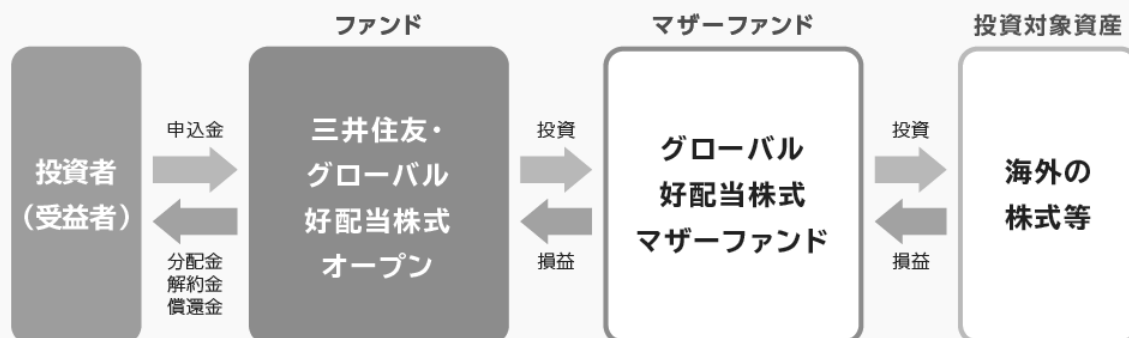 ファンド
マザーファンド
投資対象資産
投資者
（受益者）
申込金
分配金
解約金
償還金
三井住友・
グローバル
好配当株式
オープン
投資
損益
グローバル
好配当株式
マザーファンド
投資
損益
海外の
株式等